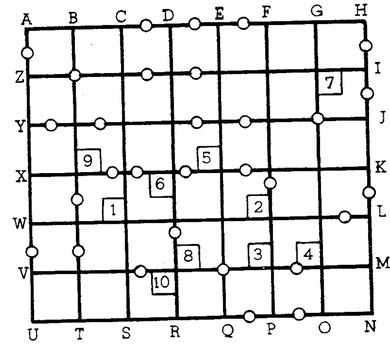 A B C D E F G H
Z I
7
Y J
9 5
X K
6
1 2
W L
8 3 4
V M
10
U T S R Q P O N